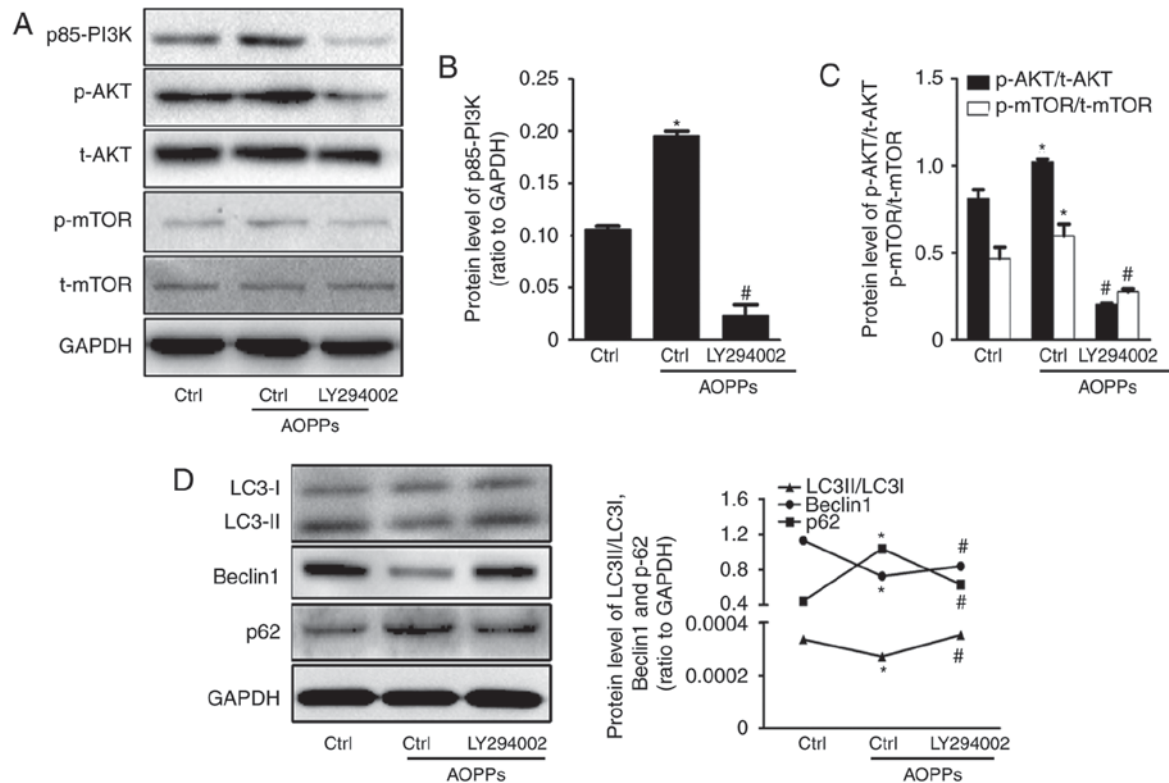 A
p85-PI3K
p-AKT
t-AKT
p-mTOR
t-mTOR
GAPDH
Ctrl Ctrl LY294002
AOPPs
B
Protein level of p85-PI3K
(ratio to GAPDH)
0.25
0.20
0.15
0.10
0.05
0
*
#
Ctrl Ctrl LY294002
AOPPs
C
Protein level of p-AKT/t-AKT
p-mTOR/t-mTOR
p-AKT/t-AKT
p-mTOR/t-mTOR
1.5
1.0
0.5
0
*
*
# #
Ctrl Ctrl LY294002
AOPPs
D
LC3-I
LC3-II
Beclin1
p62
GAPDH
Ctrl Ctrl LY294002
AOPPs
Protein level of LC3II/LC3I,
Beclin1 and p-62
(ratio to GAPDH)
LC3II/LC3I
Beclin1
p62
1.6
1.2
0.8
0.4
0.0004
0.0002
0
* #
* #
* #
Ctrl Ctrl LY294002
AOPPs